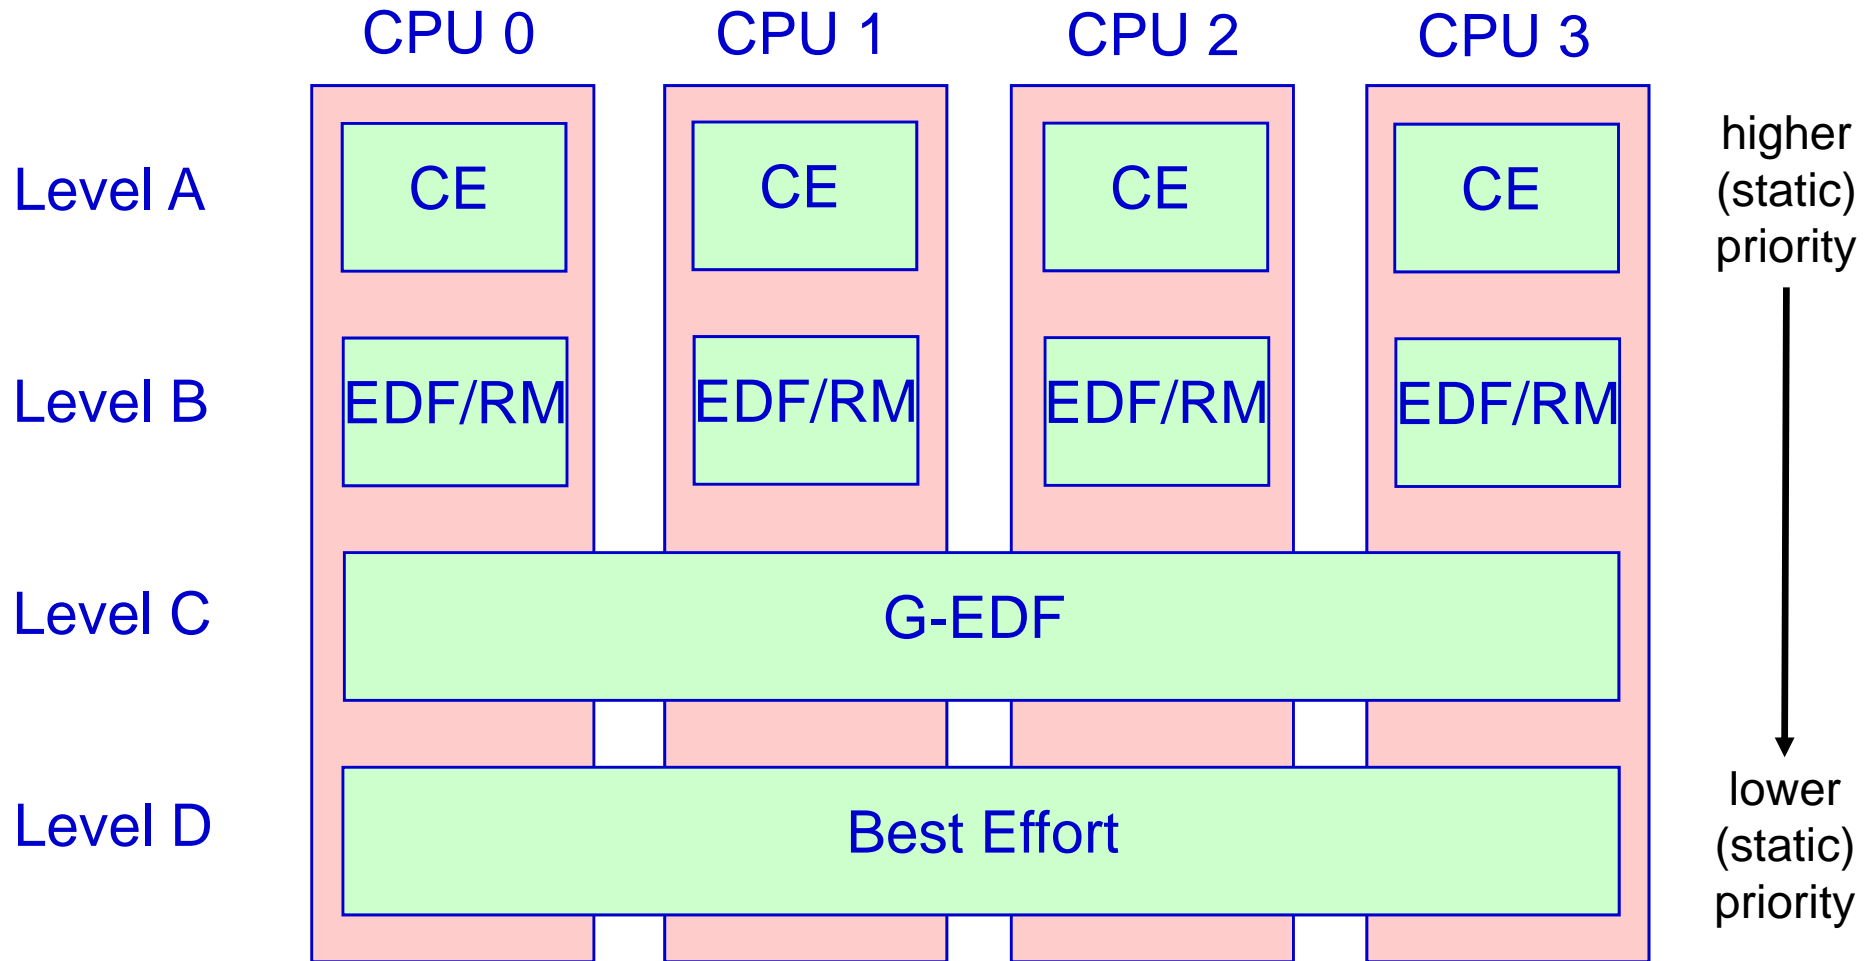 CPU 0
CPU 1
CPU 2
CPU 3
Level A
CE
CE
CE
CE
higher
(static)
priority
Level B
EDF/RM
EDF/RM
EDF/RM
EDF/RM
Level C
G-EDF
Level D
Best Effort
lower
(static)
priority